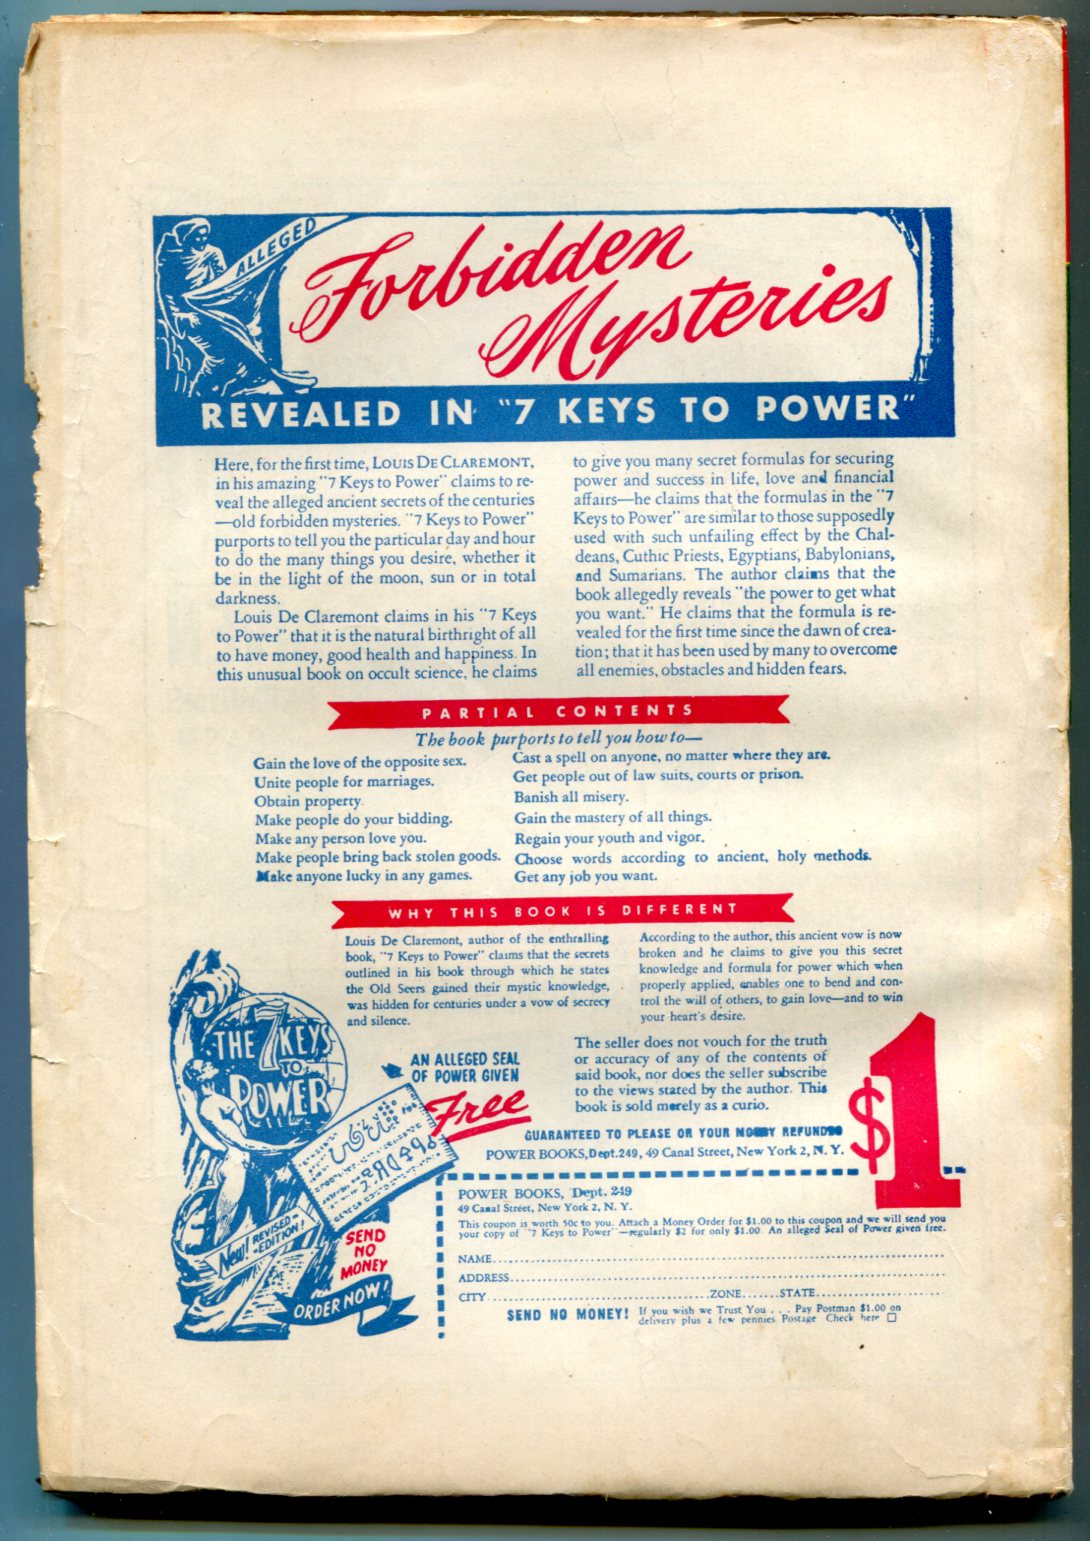 ALLEGED
Forbidden
Mysteries
REVEALED IN "7 KEYS TO POWER"
Here, for the first time, LOUIS DE CLAREMONT,
in his amazing "7 Keys to Power" claims to re-
veal the alleged ancient secrets of the centuries
—old forbidden mysteries. "7 Keys to Power"
purports to tell you the particular day and hour
to do the many things you desire, whether it
be in the light of the moon, sun or in total
darkness.
Louis De Claremont claims in his "7 Keys
to Power" that it is the natural birthright of all
to have money, good health and happiness. In
this unusual book on occult science, he claims
to give you many secret formulas for securing
power and success in life, love and financial
affairs—he claims that the formulas in the "7
Keys to Power" are similar to those supposedly
used with such unfailing effect by the Chal-
deans, Cuthic Priests, Egyptians, Babylonians,
and Sumarians. The author claims that the
book allegedly reveals "the power to get what
you want." He claims that the formula is re-
vealed for the first time since the dawn of crea-
tion; that it has been used by many to overcome
all enemies, obstacles and hidden fears.
PARTIAL CONTENTS
The book purports to tell you how to—
Gain the love of the opposite sex.
Unite people for marriages.
Obtain property.
Make people do your bidding.
Make any person love you.
Make people bring back stolen goods.
Make anyone lucky in any games.
Cast a spell on anyone, no matter where they are.
Get people out of law suits, courts or prison.
Banish all misery.
Gain the mastery of all things.
Regain your youth and vigor.
Choose words according to ancient, holy methods.
Get any job you want.
WHY THIS BOOK IS DIFFERENT
Louis De Claremont, author of the enthralling
book, "7 Keys to Power" claims that the secrets
outlined in his book through which he states
the Old Seers gained their mystic knowledge,
was hidden for centuries under a vow of secrecy
and silence.
According to the author, this ancient vow is now
broken and he claims to give you this secret
knowledge and formula for power which when
properly applied, enables one to bend and con-
trol the will of others, to gain love—and to win
your heart's desire.
THE 7 KEYS
TO
POWER
AN ALLEGED SEAL
OF POWER GIVEN
Free
The seller does not vouch for the truth
or accuracy of any of the contents of
said book, nor does the seller subscribe
to the views stated by the author. This
book is sold merely as a curio.
GUARANTEED TO PLEASE OR YOUR MONEY REFUNDED
POWER BOOKS, Dept. 249, 49 Canal Street, New York 2, N. Y.
$1
New! REVISED
EDITION!
SEND
NO
MONEY
ORDER NOW!
POWER BOOKS, Dept. 249
49 Canal Street, New York 2, N. Y.
This coupon is worth 50c to you. Attach a Money Order for $1.00 to this coupon and we will send you
your copy of "7 Keys to Power"—regularly $2 for only $1.00. An alleged Seal of Power given free.
NAME
ADDRESS
CITY ZONE STATE
SEND NO MONEY! If you wish we Trust You . . . Pay Postman $1.00 on
delivery plus a few pennies Postage Check here